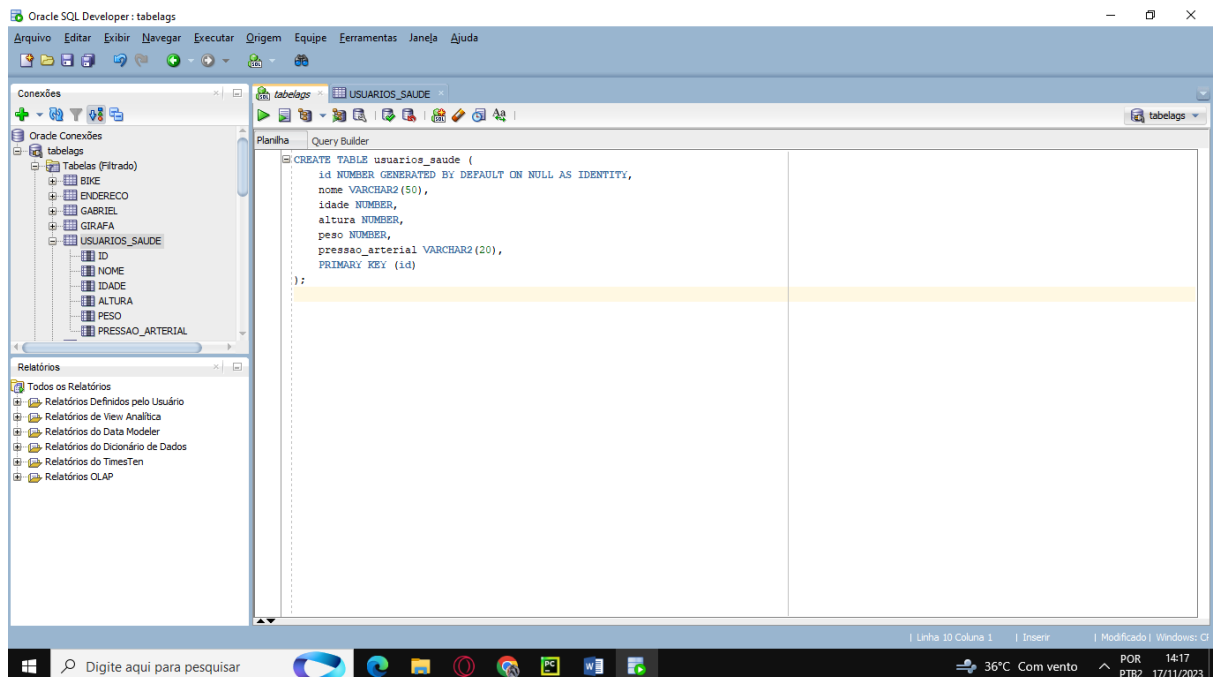 Oracle SQL Developer : tabelags
Arquivo Editar Exibir Navegar Executar Origem Equipe Ferramentas Janela Ajuda
Conexões
tabelags
USUARIOS_SAUDE
tabelags
Oracle Conexões
tabelags
Tabelas (Filtrado)
BIKE
ENDERECO
GABRIEL
GIRAFA
USUARIOS_SAUDE
ID
NOME
IDADE
ALTURA
PESO
PRESSAO_ARTERIAL
Planilha Query Builder
CREATE TABLE usuarios_saude (
id NUMBER GENERATED BY DEFAULT ON NULL AS IDENTITY,
nome VARCHAR2(50),
idade NUMBER,
altura NUMBER,
peso NUMBER,
pressao_arterial VARCHAR2(20),
PRIMARY KEY (id)
);
Relatórios
Todos os Relatórios
Relatórios Definidos pelo Usuário
Relatórios de View Analítica
Relatórios do Data Modeler
Relatórios do Dicionário de Dados
Relatórios do TimesTen
Relatórios OLAP
| Linha 10 Coluna 1 | Inserir | Modificado | Windows: CR
Digite aqui para pesquisar
PC
W
36°C Com vento
POR
PTB2
14:17
17/11/2023